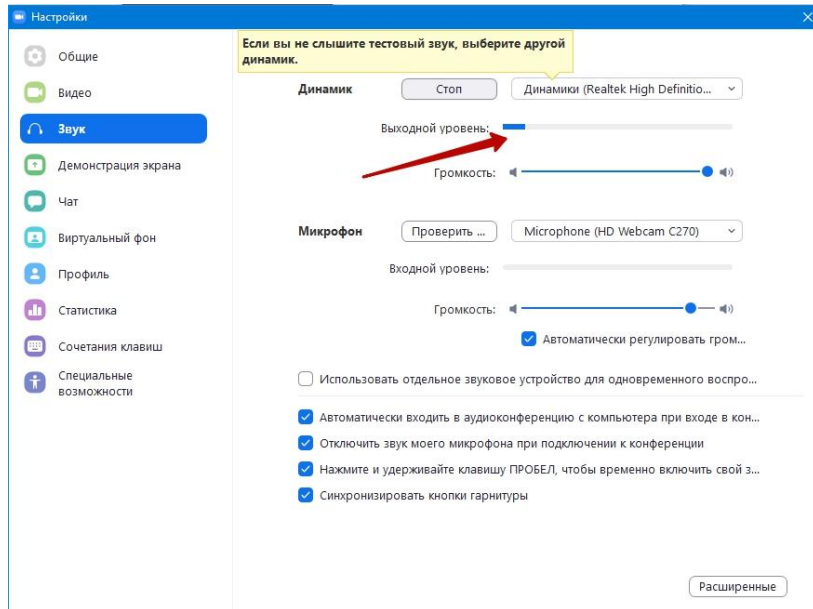 Настройки
Общие
Видео
Звук
Демонстрация экрана
Чат
Виртуальный фон
Профиль
Статистика
Сочетания клавиш
Специальные
возможности
Если вы не слышите тестовый звук, выберите другой
динамик.
Динамик Стоп Динамики (Realtek High Definitio...
Выходной уровень:
Громкость:
Микрофон Проверить ... Microphone (HD Webcam C270)
Входной уровень:
Громкость:
Автоматически регулировать гром...
Использовать отдельное звуковое устройство для одновременного воспро...
Автоматически входить в аудиоконференцию с компьютера при входе в кон...
Отключить звук моего микрофона при подключении к конференции
Нажмите и удерживайте клавишу ПРОБЕЛ, чтобы временно включить свой з...
Синхронизировать кнопки гарнитуры
Расширенные